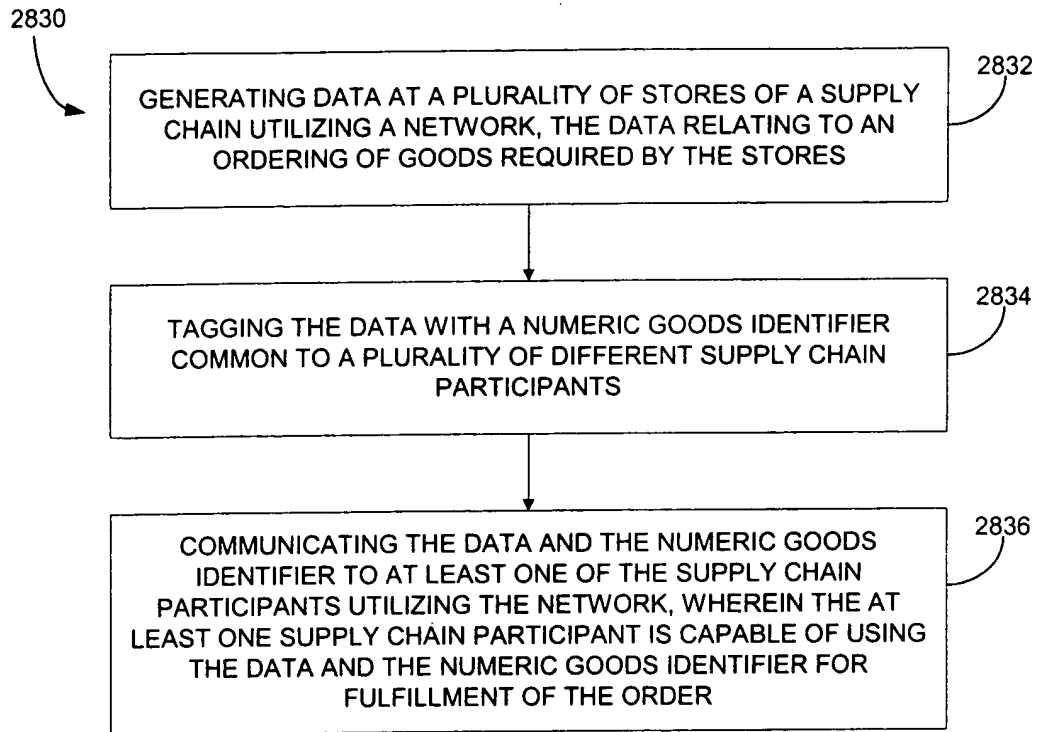 2830
2832
GENERATING DATA AT A PLURALITY OF STORES OF A SUPPLY
CHAIN UTILIZING A NETWORK, THE DATA RELATING TO AN
ORDERING OF GOODS REQUIRED BY THE STORES
2834
TAGGING THE DATA WITH A NUMERIC GOODS IDENTIFIER
COMMON TO A PLURALITY OF DIFFERENT SUPPLY CHAIN
PARTICIPANTS
2836
COMMUNICATING THE DATA AND THE NUMERIC GOODS
IDENTIFIER TO AT LEAST ONE OF THE SUPPLY CHAIN
PARTICIPANTS UTILIZING THE NETWORK, WHEREIN THE AT
LEAST ONE SUPPLY CHAIN PARTICIPANT IS CAPABLE OF USING
THE DATA AND THE NUMERIC GOODS IDENTIFIER FOR
FULFILLMENT OF THE ORDER